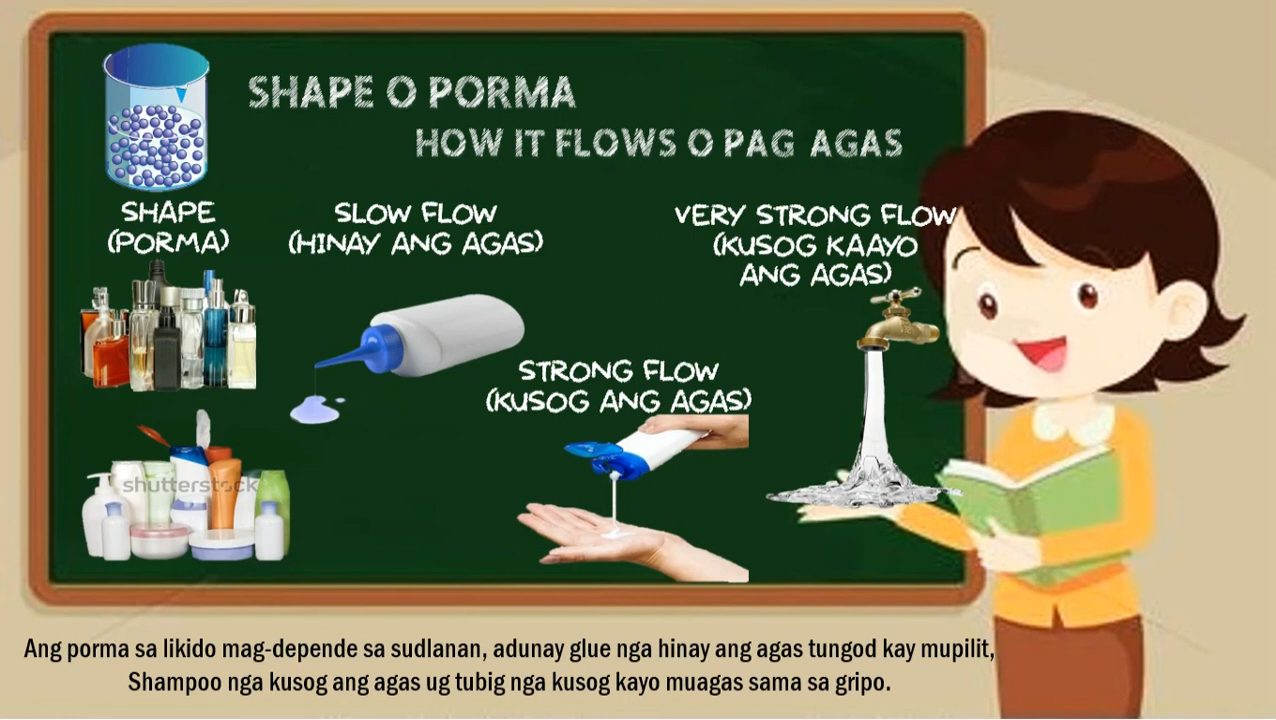 SHAPE O PORMA
HOW IT FLOWS O PAG AGAS
SHAPE
(PORMA)
SLOW FLOW
(HINAY ANG AGAS)
VERY STRONG FLOW
(KUSOG KAAYO
ANG AGAS)
STRONG FLOW
(KUSOG ANG AGAS)
shutterstock
Ang porma sa likido mag-depende sa sudlanan, adunay glue nga hinay ang agas tungod kay mupilit,
Shampoo nga kusog ang agas ug tubig nga kusog kayo muagas sama sa gripo.